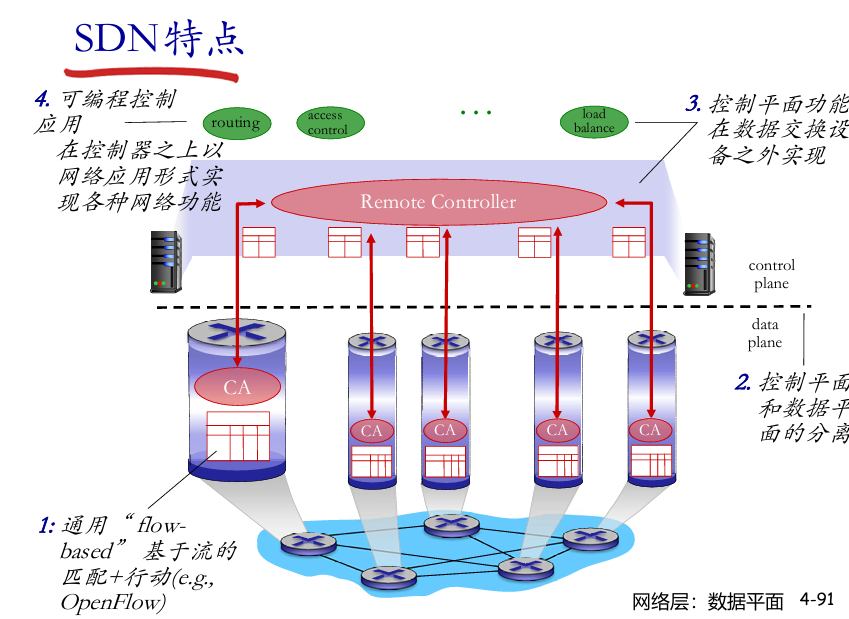 SDN特点
4. 可编程控制
应用
在控制器之上以
网络应用形式实
现各种网络功能
routing
access
control
...
load
balance
3. 控制平面功能
在数据交换设
备之外实现
Remote Controller
control
plane
data
plane
2. 控制平面
和数据平
面的分离
CA
CA
CA
CA
CA
1: 通用“ flow-
based” 基于流的
匹配+行动(e.g.,
OpenFlow)
网络层：数据平面 4-91